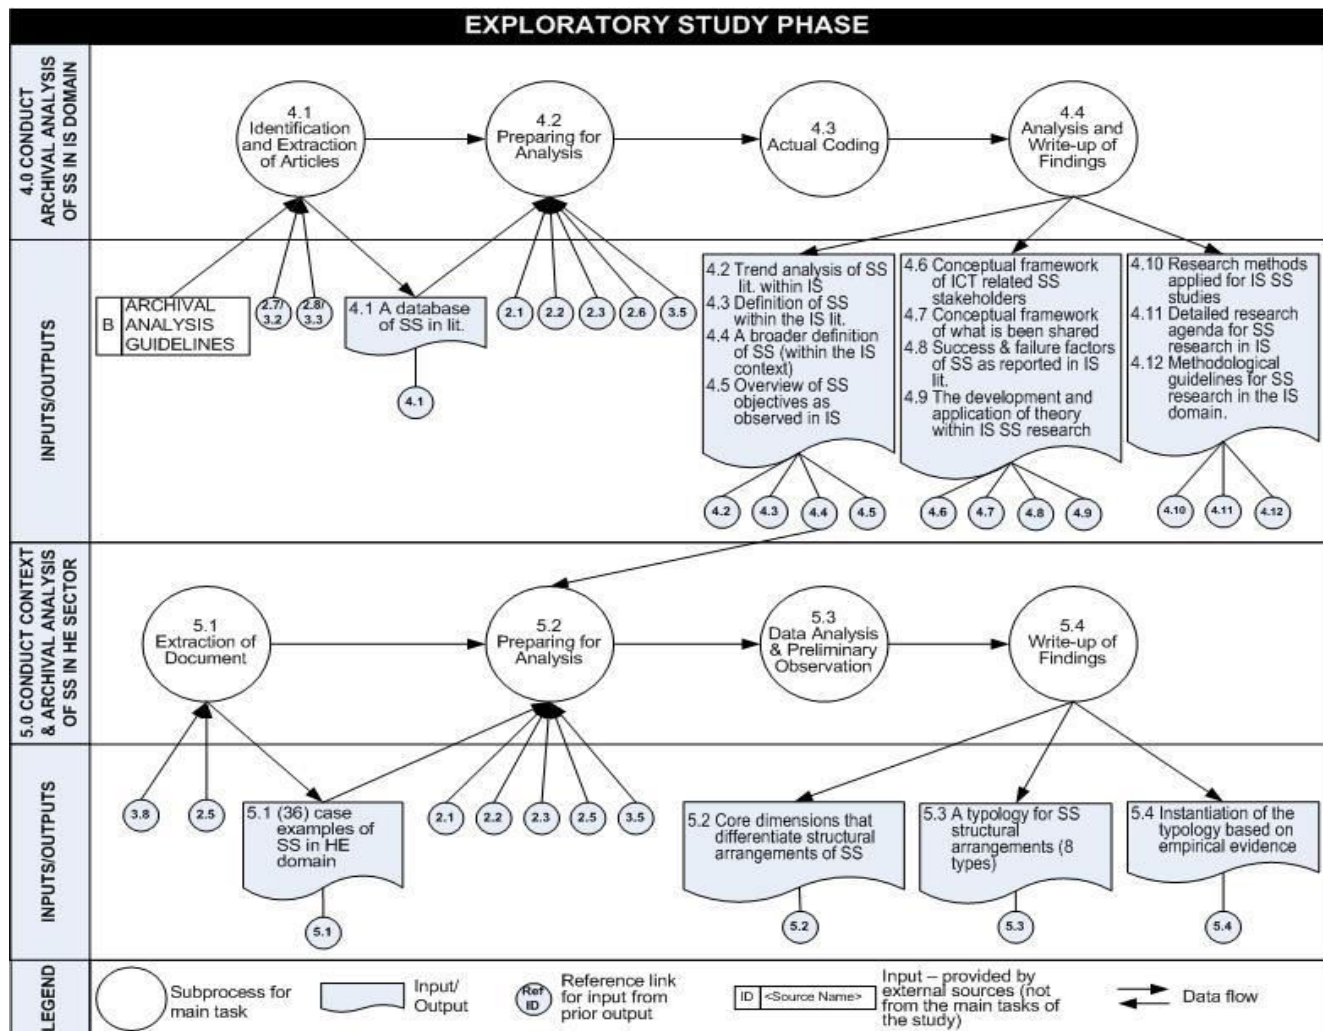 EXPLORATORY STUDY PHASE
4.0 CONDUCT
ARCHIVAL ANALYSIS
OF SS IN IS DOMAIN
4.1
Identification
and Extraction
of Articles
4.2
Preparing for
Analysis
4.3
Actual Coding
4.4
Analysis and
Write-up of
Findings
INPUTS/OUTPUTS
B
ARCHIVAL
ANALYSIS
GUIDELINES
2.7/
3.2
2.8/
3.3
4.1 A database
of SS in lit.
4.1
2.1
2.2
2.3
2.6
3.5
4.2 Trend analysis of SS
lit. within IS
4.3 Definition of SS
within the IS lit.
4.4 A broader definition
of SS (within the IS
context)
4.5 Overview of SS
objectives as
observed in IS
4.6 Conceptual framework
of ICT related SS
stakeholders
4.7 Conceptual framework
of what is been shared
4.8 Success & failure factors
of SS as reported in IS
lit.
4.9 The development and
application of theory
within IS SS research
4.10 Research methods
applied for IS SS
studies
4.11 Detailed research
agenda for SS
research in IS
4.12 Methodological
guidelines for SS
research in the IS
domain.
4.2
4.3
4.4
4.5
4.6
4.7
4.8
4.9
4.10
4.11
4.12
5.0 CONDUCT CONTEXT
& ARCHIVAL ANALYSIS
OF SS IN HE SECTOR
5.1
Extraction of
Document
5.2
Preparing for
Analysis
5.3
Data Analysis
& Preliminary
Observation
5.4
Write-up of
Findings
INPUTS/OUTPUTS
3.8
2.5
5.1 (36) case
examples of
SS in HE
domain
5.1
2.1
2.2
2.3
2.5
3.5
5.2 Core dimensions that
differentiate structural
arrangements of SS
5.2
5.3 A typology for SS
structural
arrangements (8
types)
5.3
5.4 Instantiation of
the typology based on
empirical evidence
5.4
LEGEND
Subprocess for
main task
Input/
Output
Ref
ID
Reference link
for input from
prior output
ID <Source Name>
Input – provided by
external sources (not
from the main tasks of
the study)
Data flow